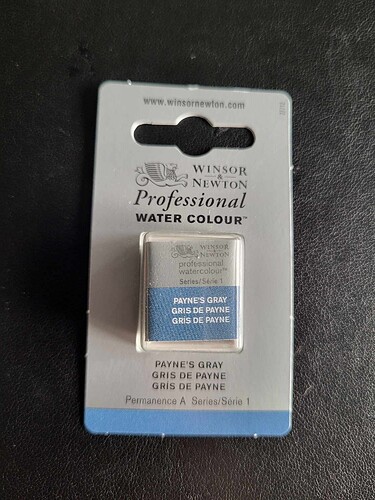 www.winsornewton.com
WINSOR
&
NEWTON
Professional
WATER COLOUR™
WINSOR
&
NEWTON
professional
watercolour™
Series/Série 1
PAYNE'S GRAY
GRIS DE PAYNE
GRÍS DE PAYNE
PAYNE'S GRAY
GRIS DE PAYNE
GRÍS DE PAYNE
Permanence A Series/Série 1